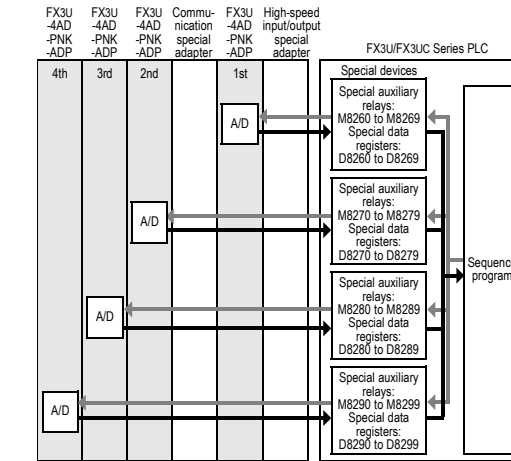 FX3U
-4AD
-PNK
-ADP
FX3U
-4AD
-PNK
-ADP
FX3U
-4AD
-PNK
-ADP
Commu-
nication
special
adapter
FX3U
-4AD
-PNK
-ADP
High-speed
input/output
special
adapter
FX3U/FX3UC Series PLC
4th
3rd
2nd
1st
Special devices
A/D
Special auxiliary
relays:
M8260 to M8269
Special data
registers:
D8260 to D8269
A/D
Special auxiliary
relays:
M8270 to M8279
Special data
registers:
D8270 to D8279
Sequenc
program
A/D
Special auxiliary
relays:
M8280 to M8289
Special data
registers:
D8280 to D8289
A/D
Special auxiliary
relays:
M8290 to M8299
Special data
registers:
D8290 to D8299